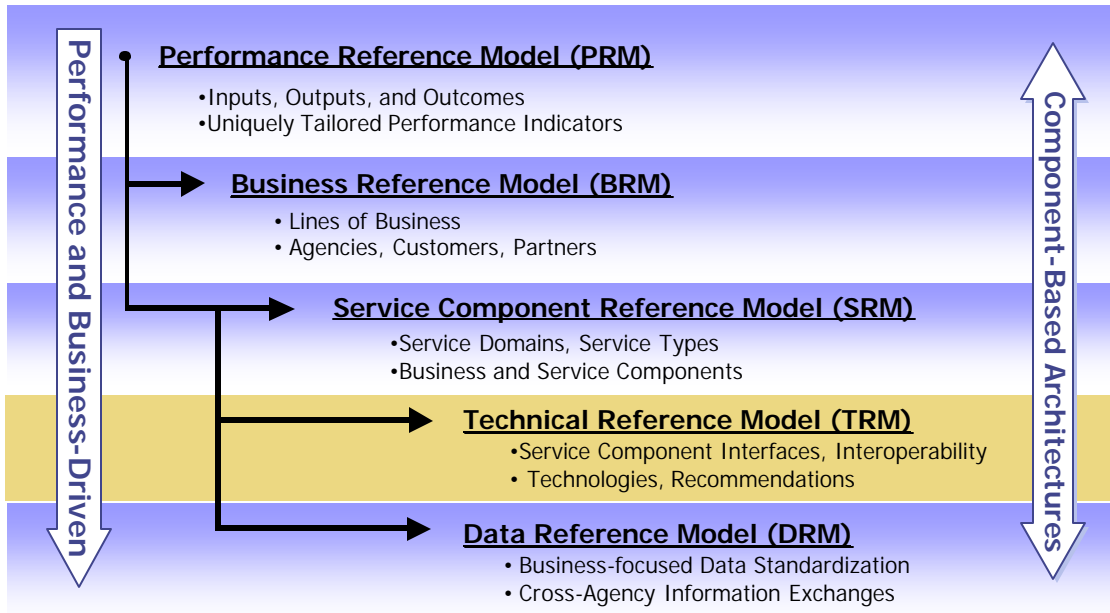 Performance and Business-Driven
Performance Reference Model (PRM)
•Inputs, Outputs, and Outcomes
•Uniquely Tailored Performance Indicators
Business Reference Model (BRM)
• Lines of Business
• Agencies, Customers, Partners
Service Component Reference Model (SRM)
•Service Domains, Service Types
•Business and Service Components
Technical Reference Model (TRM)
•Service Component Interfaces, Interoperability
• Technologies, Recommendations
Data Reference Model (DRM)
• Business-focused Data Standardization
• Cross-Agency Information Exchanges
Component-Based Architectures